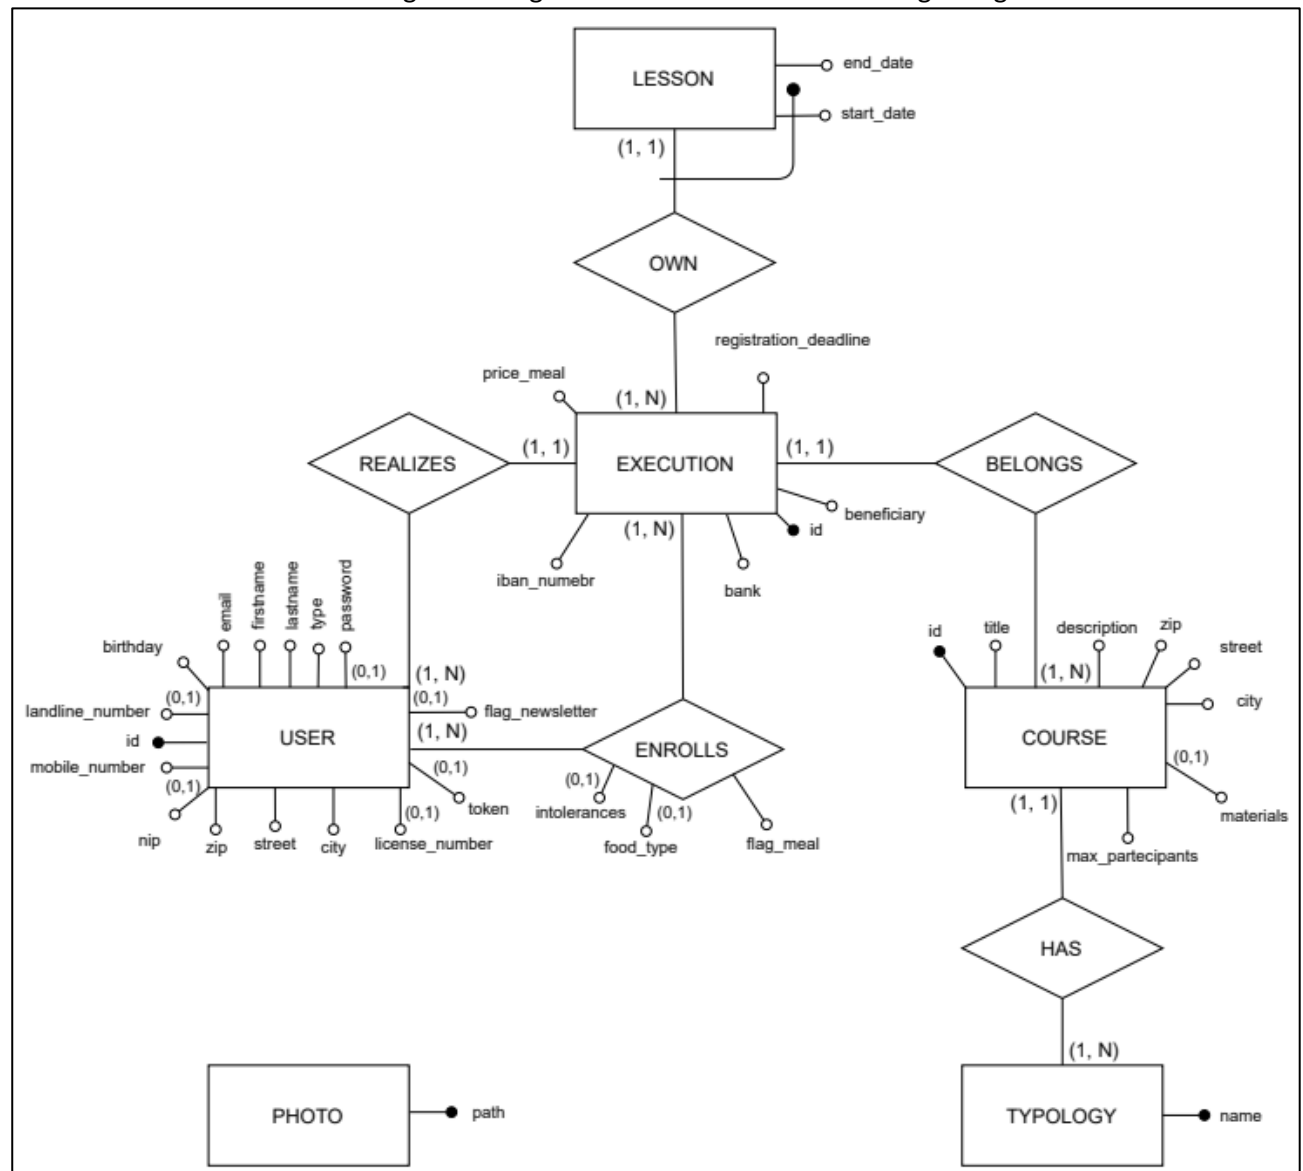 LESSON
end_date
start_date
(1, 1)
OWN
registration_deadline
price_meal
(1, N)
REALIZES
(1, 1)
EXECUTION
(1, 1)
BELONGS
beneficiary
(1, N)
id
iban_numebr
bank
email
firstname
lastname
type
password
birthday
(0,1)
(1, N)
id
title
description
zip
street
(1, N)
city
landline_number
(0,1)
(0,1)
flag_newsletter
id
USER
(1, N)
ENROLLS
COURSE
mobile_number
(0,1)
(0,1)
token
(0,1)
intolerances
(0,1)
food_type
flag_meal
(0,1)
materials
nip
zip
street
city
(0,1)
license_number
(1, 1)
max_partecipants
HAS
(1, N)
PHOTO
path
TYPOLOGY
name